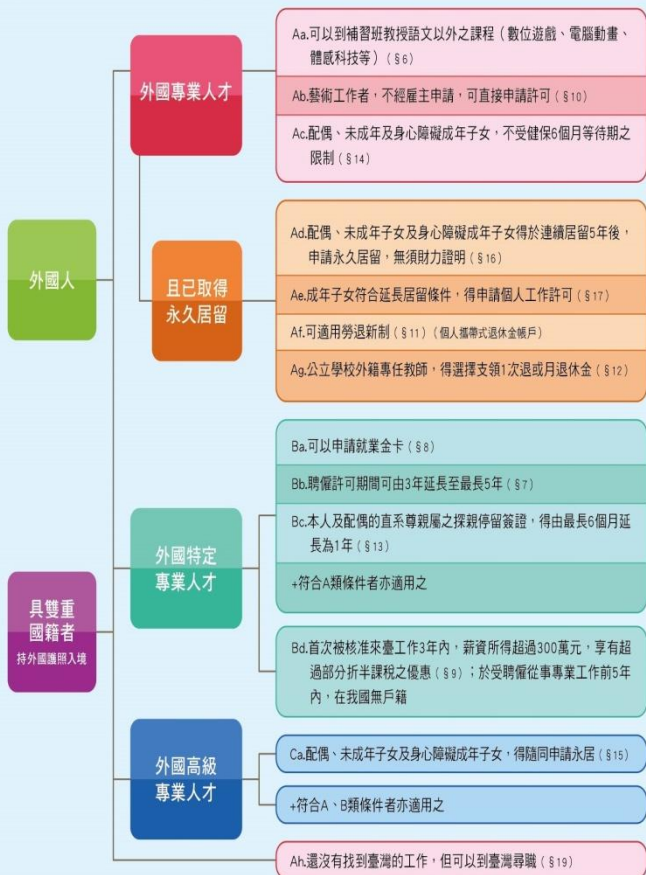 外國專業人才
Aa.可以到補習班教授語文以外之課程(數位遊戲、電腦動畫、
體感科技等)(§6)
Ab.藝術工作者,不經雇主申請,可直接申請許可(§10)
Ac.配偶、未成年及身心障礙成年子女,不受健保6個月等待期之
限制(§14)
外國人
且已取得
永久居留
Ad.配偶、未成年子女及身心障礙成年子女得於連續居留5年後,
申請永久居留,無須財力證明(§16)
Ae.成年子女符合延長居留條件,得申請個人工作許可(§17)
Af.可適用勞退新制(§11)(個人攜帶式退休金帳戶)
Ag.公立學校外籍專任教師,得選擇支領1次退或月退休金(§12)
外國特定
專業人才
Ba.可以申請就業金卡(§8)
Bb.聘僱許可期間可由3年延長至最長5年(§7)
Bc.本人及配偶的直系尊親屬之探親停留簽證,得由最長6個月延
長為1年(§13)
+符合A類條件者亦適用之
Bd.首次被核准來臺工作3年內,薪資所得超過300萬元,享有超
過部分折半課稅之優惠(§9);於受聘僱從事專業工作前5年
內,在我國無戶籍
具雙重
國籍者
持外國護照入境
外國高級
專業人才
Ca.配偶、未成年子女及身心障礙成年子女,得隨同申請永居(§15)
+符合A、B類條件者亦適用之
Ah.還沒有找到臺灣的工作,但可以到臺灣尋職(§19)